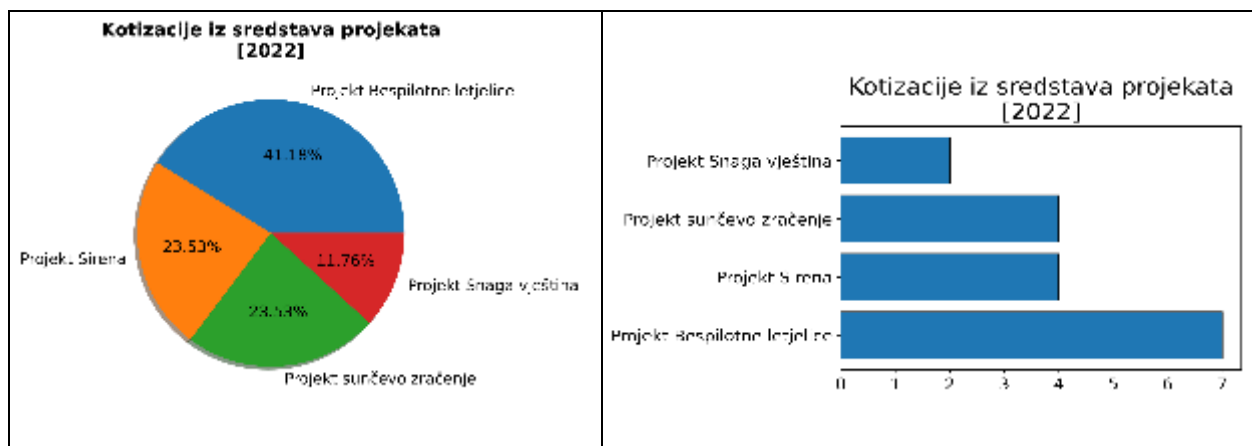 Kotizacije iz sredstava projekata
[2022]
Projekt Bespilotne letjelice
41.18%
Projekt Sirena
23.53%
11.76%
Projekt Snaga vještina
23.53%
Projekt sunčevo zračenje
Kotizacije iz sredstava projekata
[2022]
Projekt Snaga vještina
Projekt sunčevo zračenje
Projekt Sirena
Projekt Bespilotne letjelice
0 1 2 3 4 5 6 7